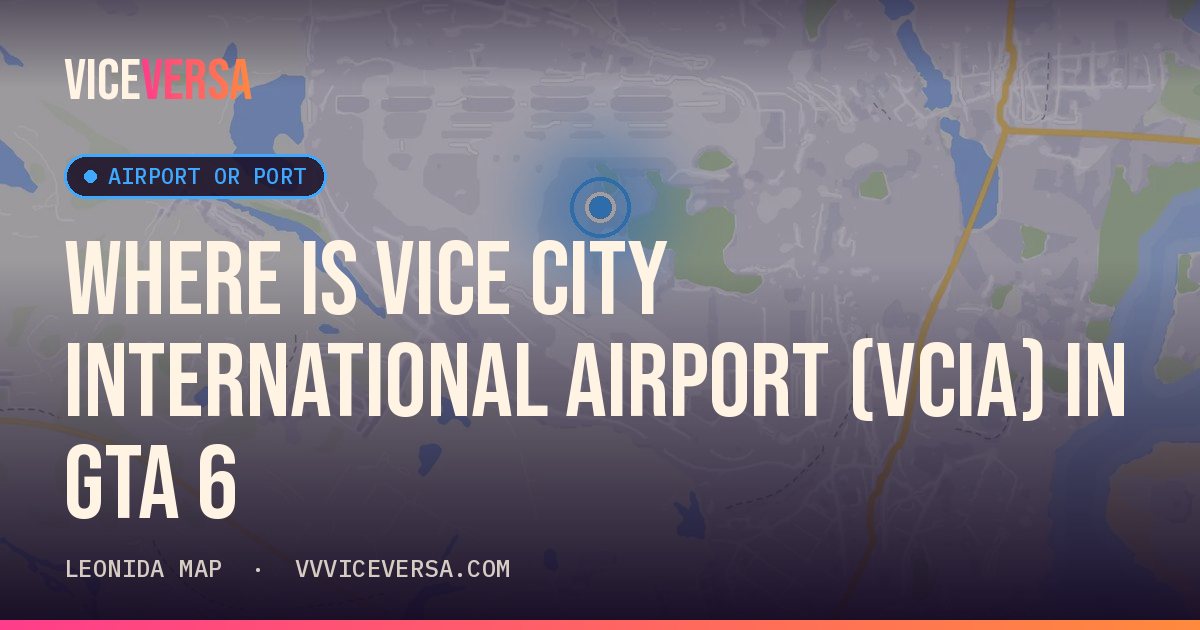 VICEVERSA
AIRPORT OR PORT
WHERE IS VICE CITY
INTERNATIONAL AIRPORT (VCIA) IN
GTA 6
LEONIDA MAP · VVVICEVERSA.COM